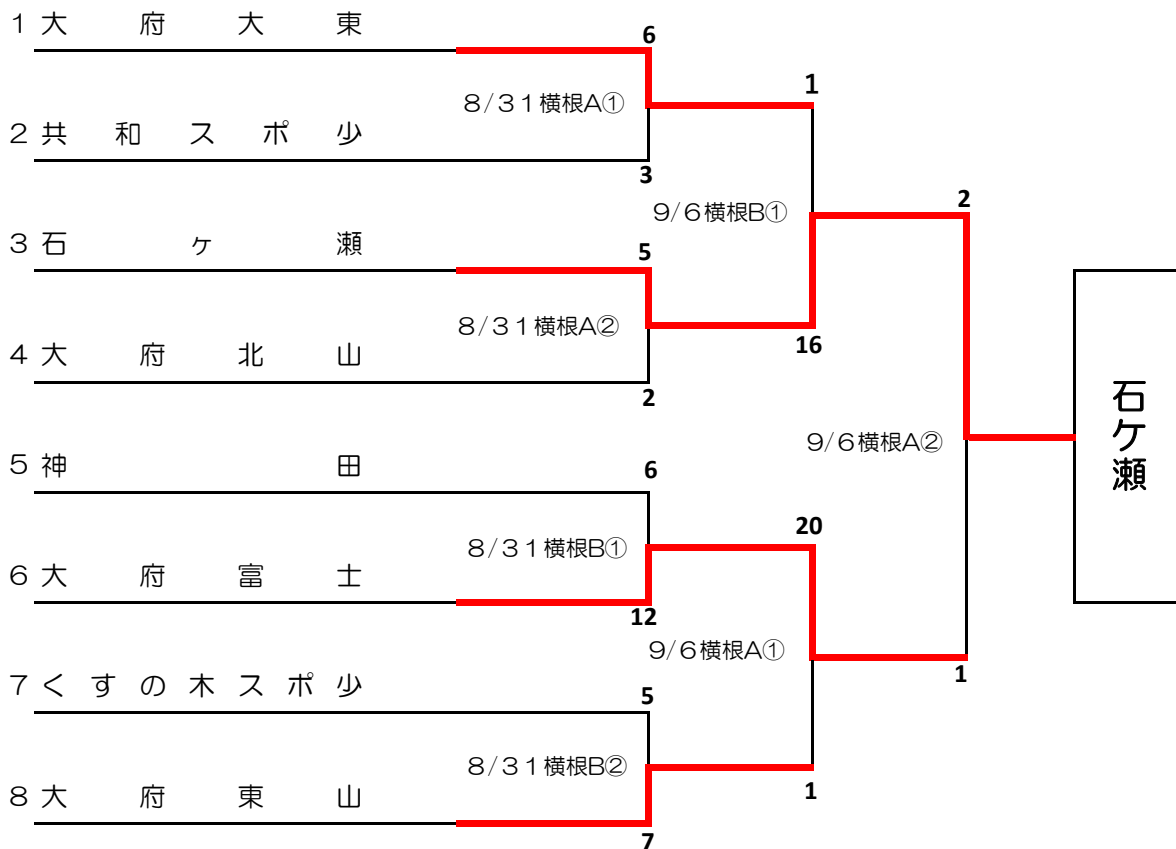 1 大府大東
6
8/31横根A①
1
2 共和スポ少
3
9/6横根B①
2
3 石ヶ瀬
5
8/31横根A②
16
4 大府北山
2
石ケ瀬
9/6横根A②
5 神田
6
20
8/31横根B①
6 大府富士
12
9/6横根A①
1
7 くすの木スポ少
5
8/31横根B②
1
8 大府東山
7